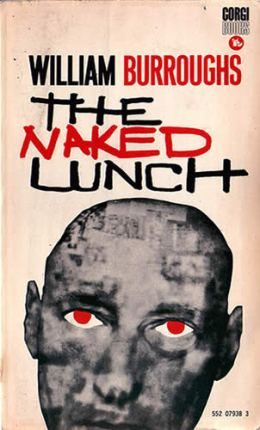 CORGI
BOOKS
WILLIAM BURROUGHS
THE
NAKED
LUNCH
552 07938 3